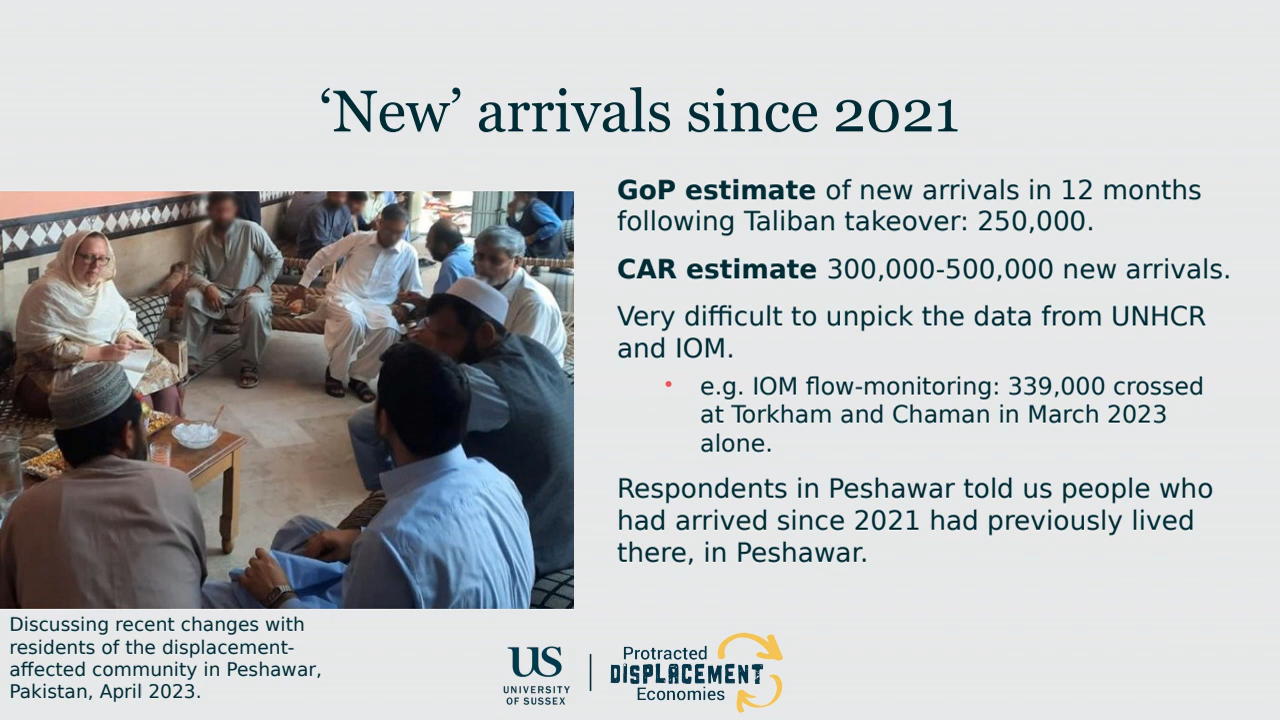 ‘New’ arrivals since 2021
GoP estimate of new arrivals in 12 months
following Taliban takeover: 250,000.
CAR estimate 300,000-500,000 new arrivals.
Very difficult to unpick the data from UNHCR
and IOM.
• e.g. IOM flow-monitoring: 339,000 crossed
at Torkham and Chaman in March 2023
alone.
Respondents in Peshawar told us people who
had arrived since 2021 had previously lived
there, in Peshawar.
Discussing recent changes with
residents of the displacement-
affected community in Peshawar,
Pakistan, April 2023.
US
UNIVERSITY
OF SUSSEX
Protracted
DISPLACEMENT
Economies